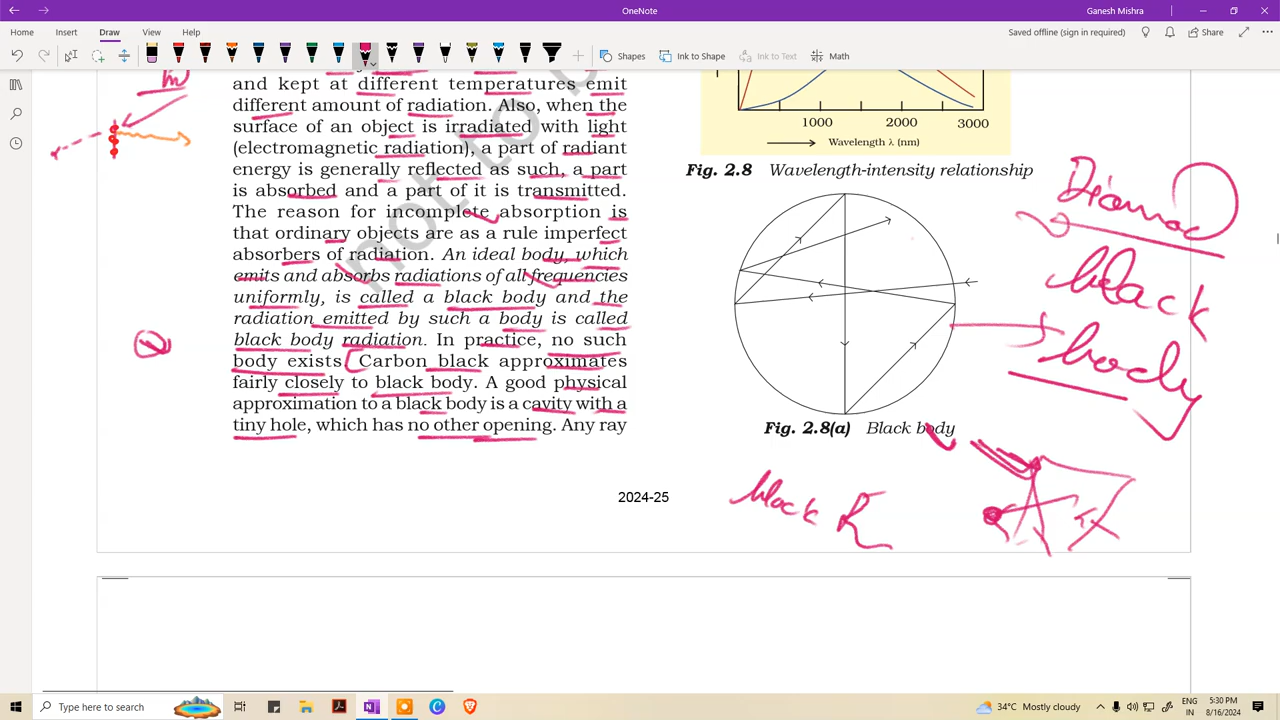 OneNote
Ganesh Mishra
Home Insert Draw View Help
Saved offline (sign in required)
Share
Shapes
Ink to Shape
Ink to Text
Math
and kept at different temperatures emit
different amount of radiation. Also, when the
surface of an object is irradiated with light
(electromagnetic radiation), a part of radiant
energy is generally reflected as such, a part
is absorbed and a part of it is transmitted.
The reason for incomplete absorption is
that ordinary objects are as a rule imperfect
absorbers of radiation. An ideal body, which
emits and absorbs radiations of all frequencies
uniformly, is called a black body and the
radiation emitted by such a body is called
black body radiation. In practice, no such
body exists. Carbon black approximates
fairly closely to black body. A good physical
approximation to a black body is a cavity with a
tiny hole, which has no other opening. Any ray
not to b
1000 2000 3000
Wavelength λ (nm)
Fig. 2.8 Wavelength-intensity relationship
black
body
Fig. 2.8(a) Black body
black R
2024-25
Type here to search
34°C Mostly cloudy
ENG
IN
5:30 PM
8/16/2024